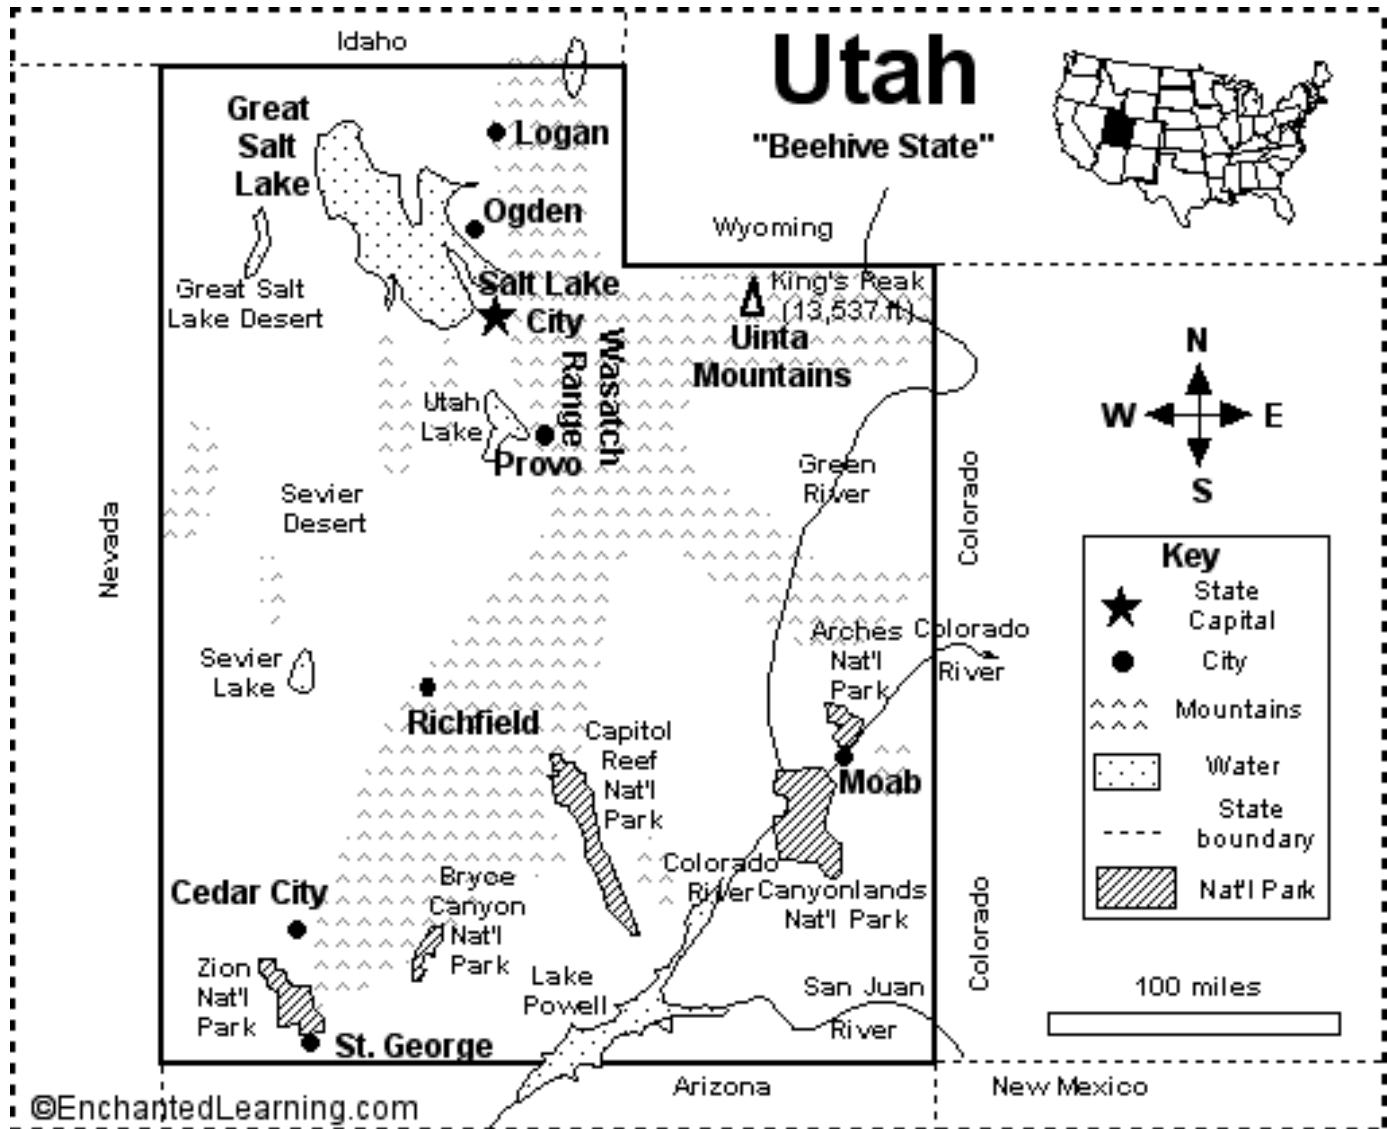 Utah
"Beehive State"
Idaho
Great
Salt
Lake
Logan
Ogden
Wyoming
Great Salt
Lake Desert
Salt Lake
City
King's Peak
(13,537 ft)
Uinta
Mountains
Wasatch
Range
Utah
Lake
Provo
N
W
E
S
Green
River
Sevier
Desert
Nevada
Colorado
Key
State
Capital
City
Mountains
Water
State
boundary
Nat'l Park
Sevier
Lake
Richfield
Arches
Nat'l
Park
Colorado
River
Capitol
Reef
Nat'l
Park
Moab
Colorado
River
Canyonlands
Nat'l Park
Cedar City
Bryce
Canyon
Nat'l
Park
Colorado
Zion
Nat'l
Park
Lake
Powell
San Juan
River
100 miles
St. George
Arizona
New Mexico
©EnchantedLearning.com